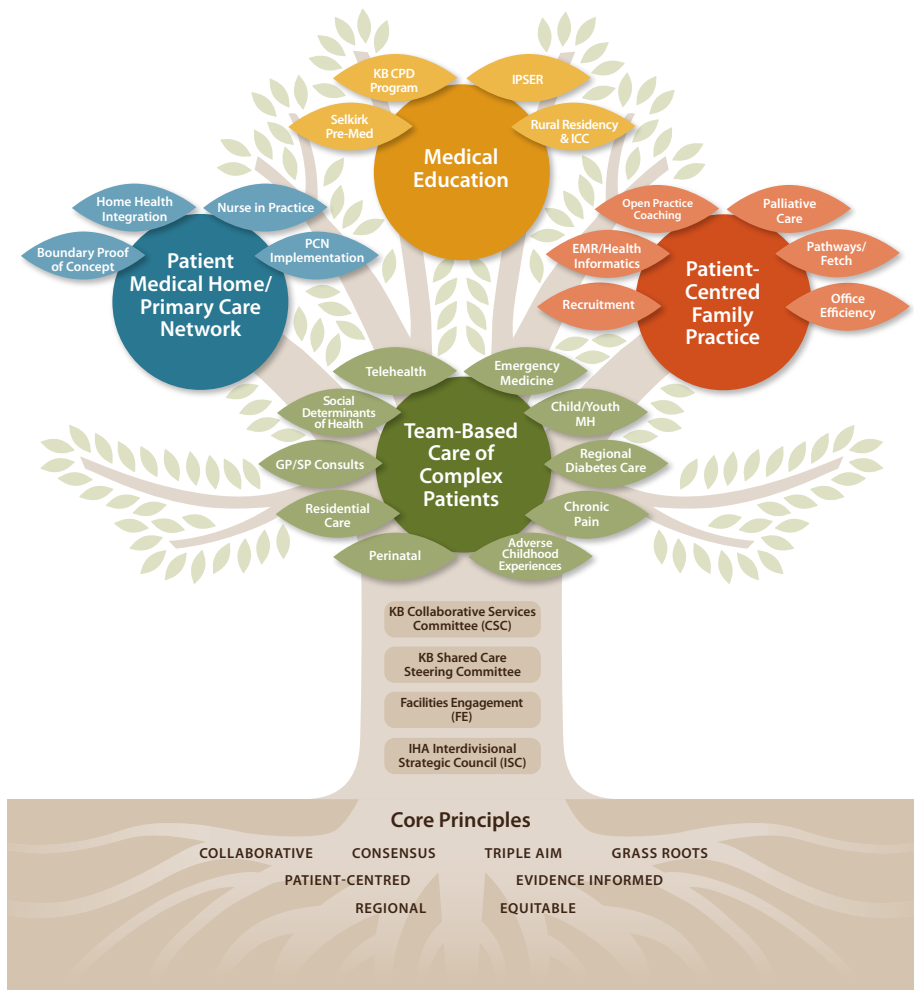 KB CPD
Program
IPSER
Selkirk
Pre-Med
Rural Residency
& ICC
Medical
Education
Home Health
Integration
Nurse in Practice
Boundary Proof
of Concept
PCN
Implementation
Patient
Medical Home/
Primary Care
Network
Open Practice
Coaching
Palliative
Care
EMR/Health
Informatics
Pathways/
Fetch
Recruitment
Office
Efficiency
Patient-
Centred
Family
Practice
Telehealth
Emergency
Medicine
Social
Determinants
of Health
Child/Youth
MH
GP/SP Consults
Regional
Diabetes Care
Residential
Care
Chronic
Pain
Perinatal
Adverse
Childhood
Experiences
Team-Based
Care of
Complex
Patients
KB Collaborative Services
Committee (CSC)
KB Shared Care
Steering Committee
Facilities Engagement
(FE)
IHA Interdivisional
Strategic Council (ISC)
Core Principles
COLLABORATIVE CONSENSUS TRIPLE AIM GRASS ROOTS
PATIENT-CENTRED EVIDENCE INFORMED
REGIONAL EQUITABLE